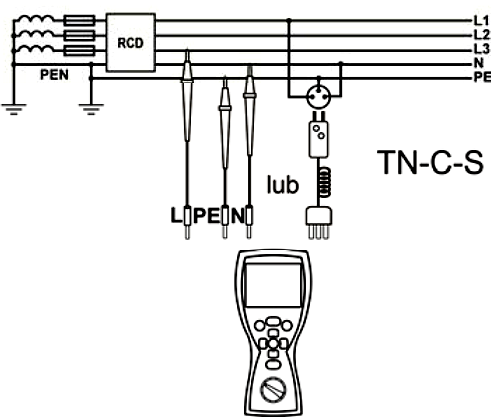 L1
L2
RCD
L3
N
PEN
PE
TN-C-S
lub
L PE N